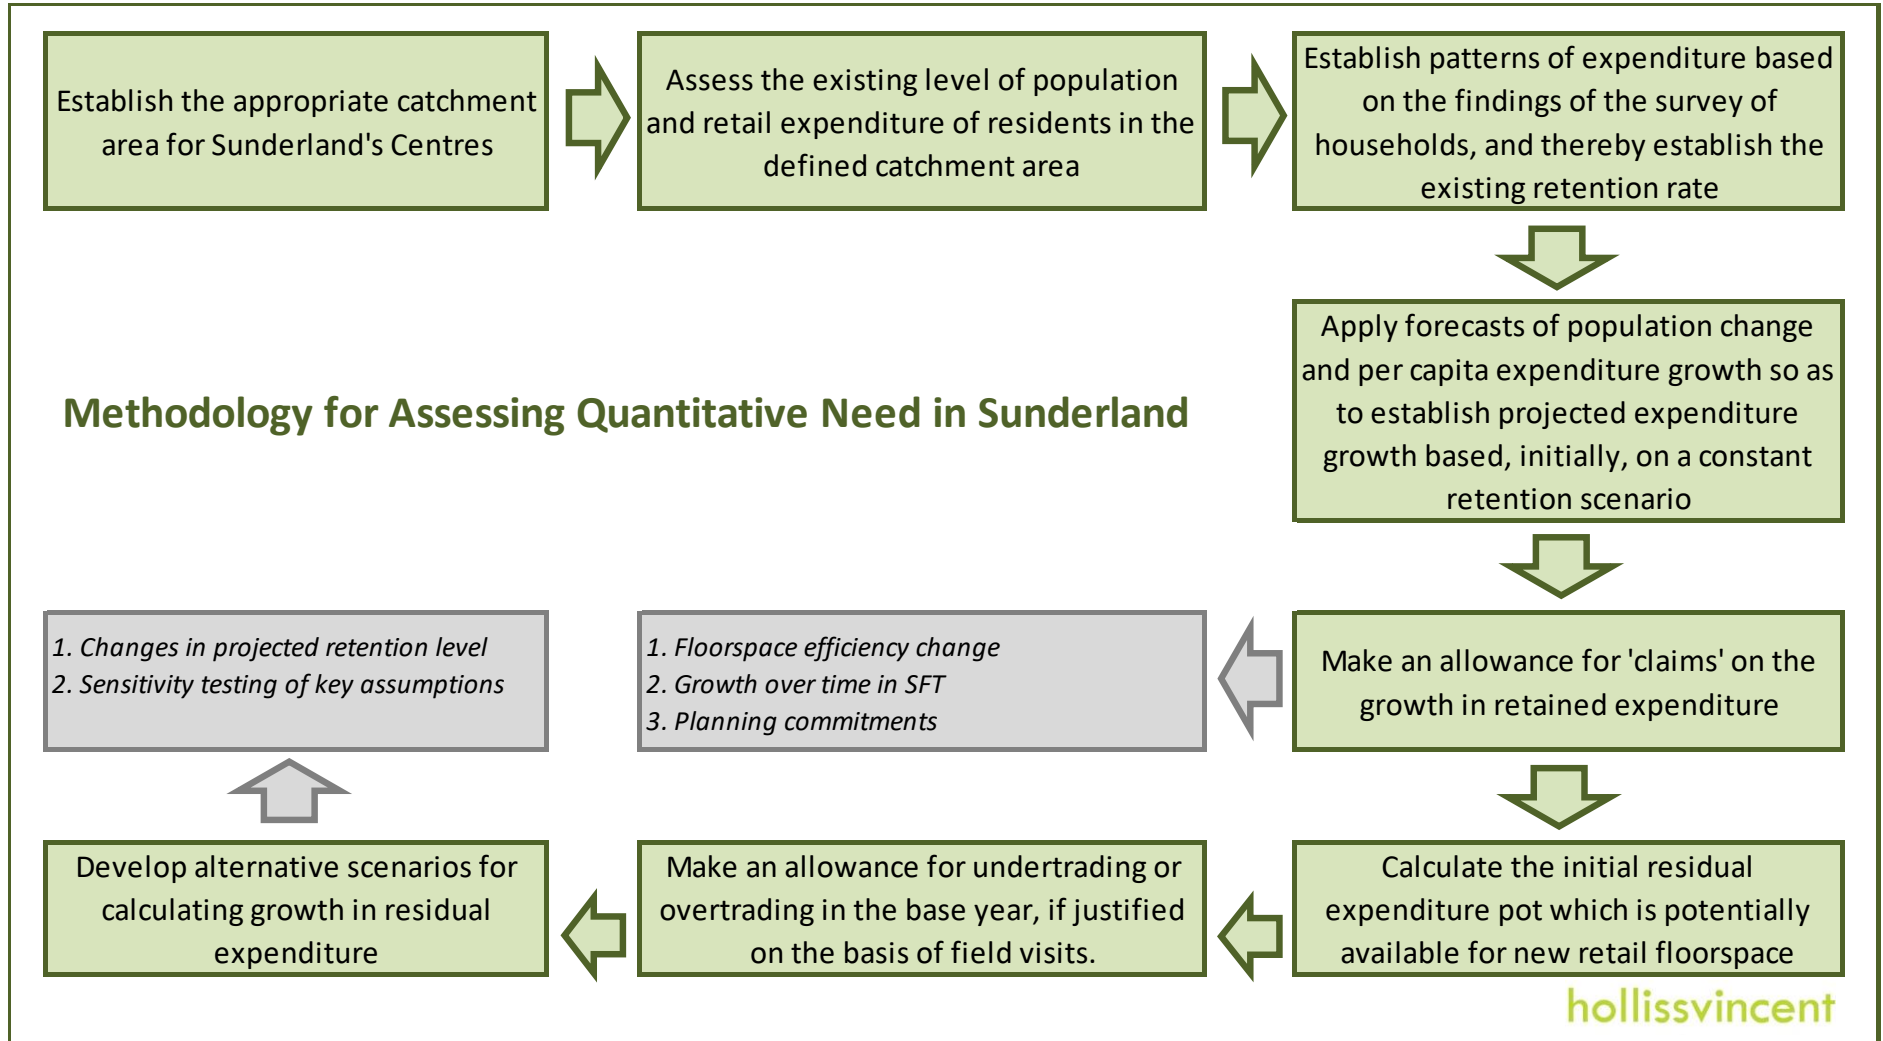 Establish the appropriate catchment
area for Sunderland's Centres
Assess the existing level of population
and retail expenditure of residents in the
defined catchment area
Establish patterns of expenditure based
on the findings of the survey of
households, and thereby establish the
existing retention rate
Apply forecasts of population change
and per capita expenditure growth so as
to establish projected expenditure
growth based, initially, on a constant
retention scenario
Methodology for Assessing Quantitative Need in Sunderland
Make an allowance for 'claims' on the
growth in retained expenditure
1. Floorspace efficiency change
2. Growth over time in SFT
3. Planning commitments
Calculate the initial residual
expenditure pot which is potentially
available for new retail floorspace
Make an allowance for undertrading or
overtrading in the base year, if justified
on the basis of field visits.
Develop alternative scenarios for
calculating growth in residual
expenditure
1. Changes in projected retention level
2. Sensitivity testing of key assumptions
hollissvincent